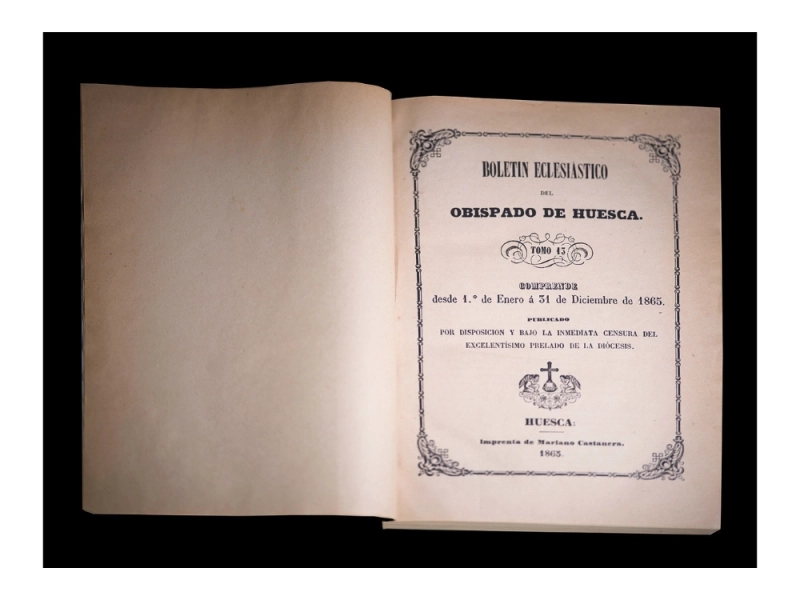 BOLETIN ECLESIÁSTICO
DEL
OBISPADO DE HUESCA.
TOMO 13
COMPRENDE
desde 1.º de Enero á 31 de Diciembre de 1865.
PUBLICADO
POR DISPOSICION Y BAJO LA INMEDIATA CENSURA DEL
EXCELENTÍSIMO PRELADO DE LA DIÓCESIS.
HUESCA:
Imprenta de Mariano Castanera.
1865.